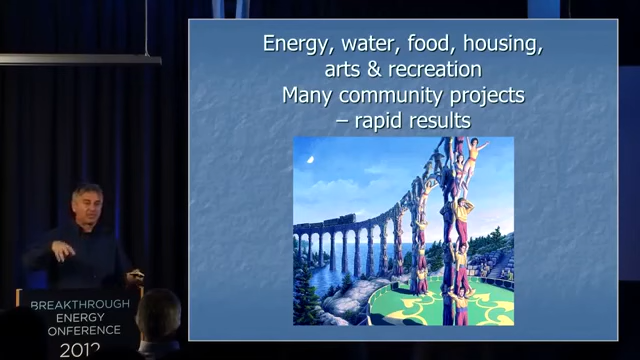 Energy, water, food, housing,
arts & recreation
Many community projects
– rapid results
BREAKTHROUGH
ENERGY
CONFERENCE
2012